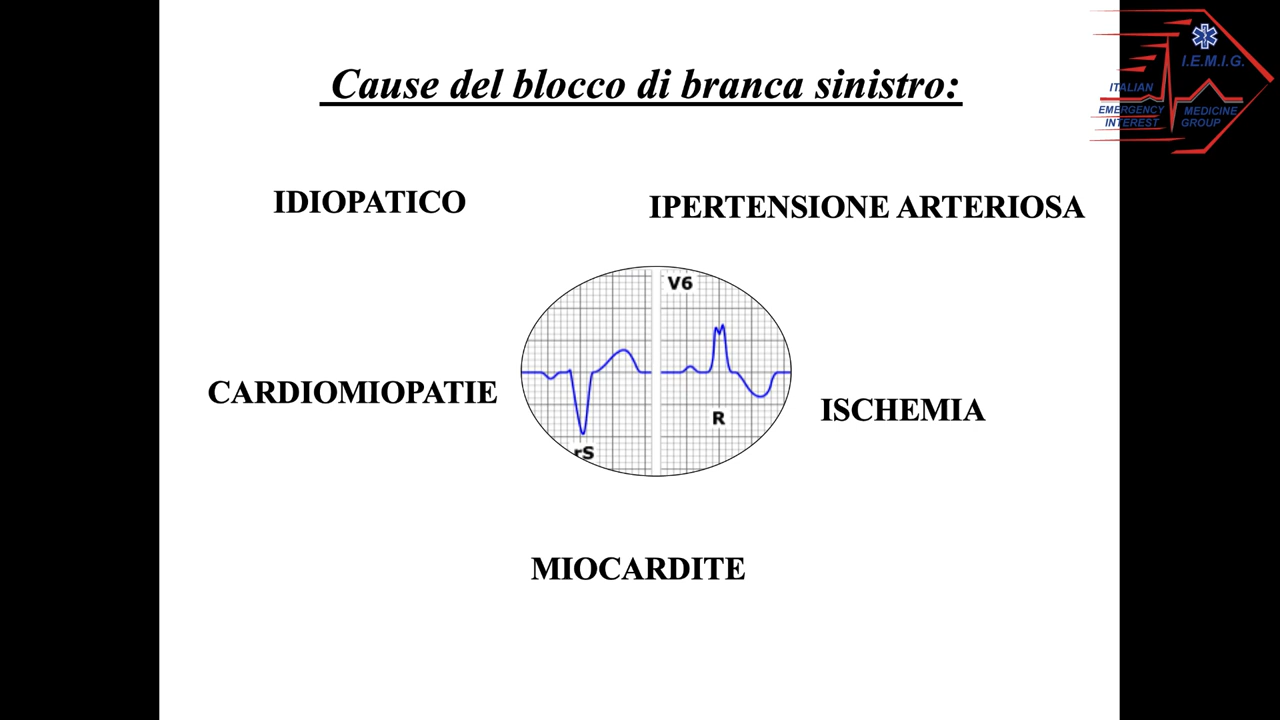 Cause del blocco di branca sinistro:
I.E.M.I.G.
ITALIAN
EMERGENCY MEDICINE
INTEREST GROUP
IDIOPATICO
IPERTENSIONE ARTERIOSA
V6
CARDIOMIOPATIE
ISCHEMIA
R
rS
MIOCARDITE